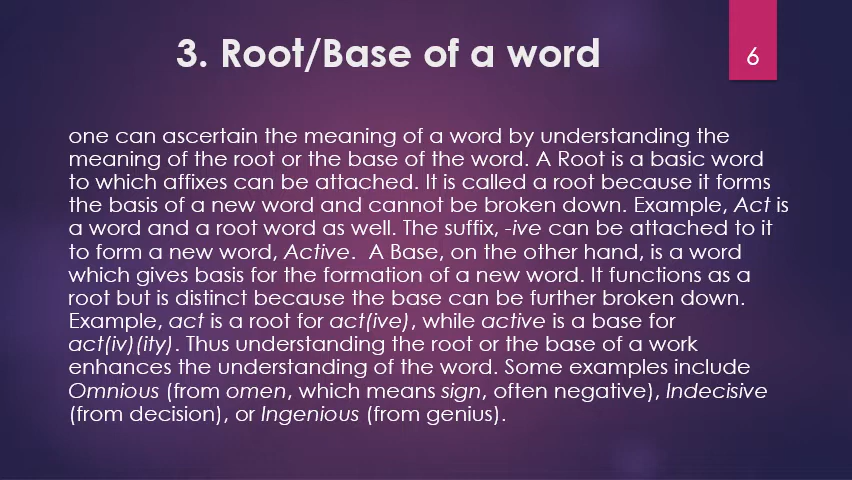 3. Root/Base of a word
6
one can ascertain the meaning of a word by understanding the
meaning of the root or the base of the word. A Root is a basic word
to which affixes can be attached. It is called a root because it forms
the basis of a new word and cannot be broken down. Example, Act is
a word and a root word as well. The suffix, -ive can be attached to it
to form a new word, Active.  A Base, on the other hand, is a word
which gives basis for the formation of a new word. It functions as a
root but is distinct because the base can be further broken down.
Example, act is a root for act(ive), while active is a base for
act(iv)(ity). Thus understanding the root or the base of a work
enhances the understanding of the word. Some examples include
Omnious (from omen, which means sign, often negative), Indecisive
(from decision), or Ingenious (from genius).